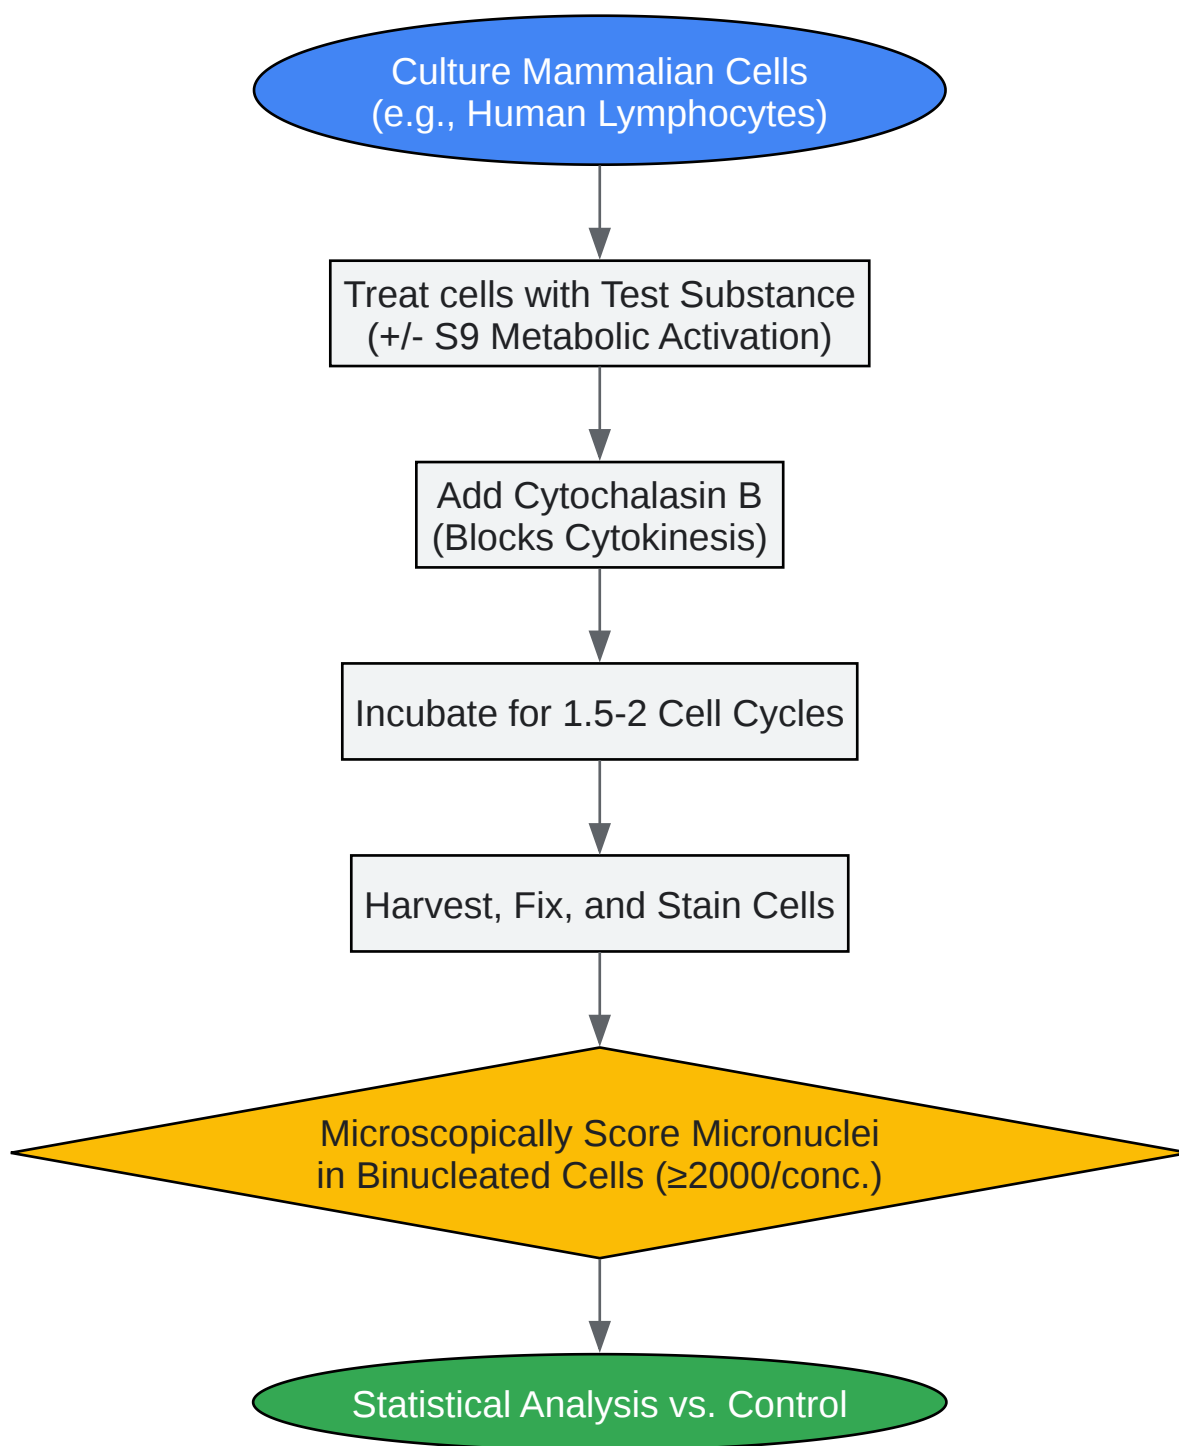 Culture Mammalian Cells
(e.g., Human Lymphocytes)
Treat cells with Test Substance
(+/- S9 Metabolic Activation)
Add Cytochalasin B
(Blocks Cytokinesis)
Incubate for 1.5-2 Cell Cycles
Harvest, Fix, and Stain Cells
Microscopically Score Micronuclei
in Binucleated Cells (≥2000/conc.)
Statistical Analysis vs. Control